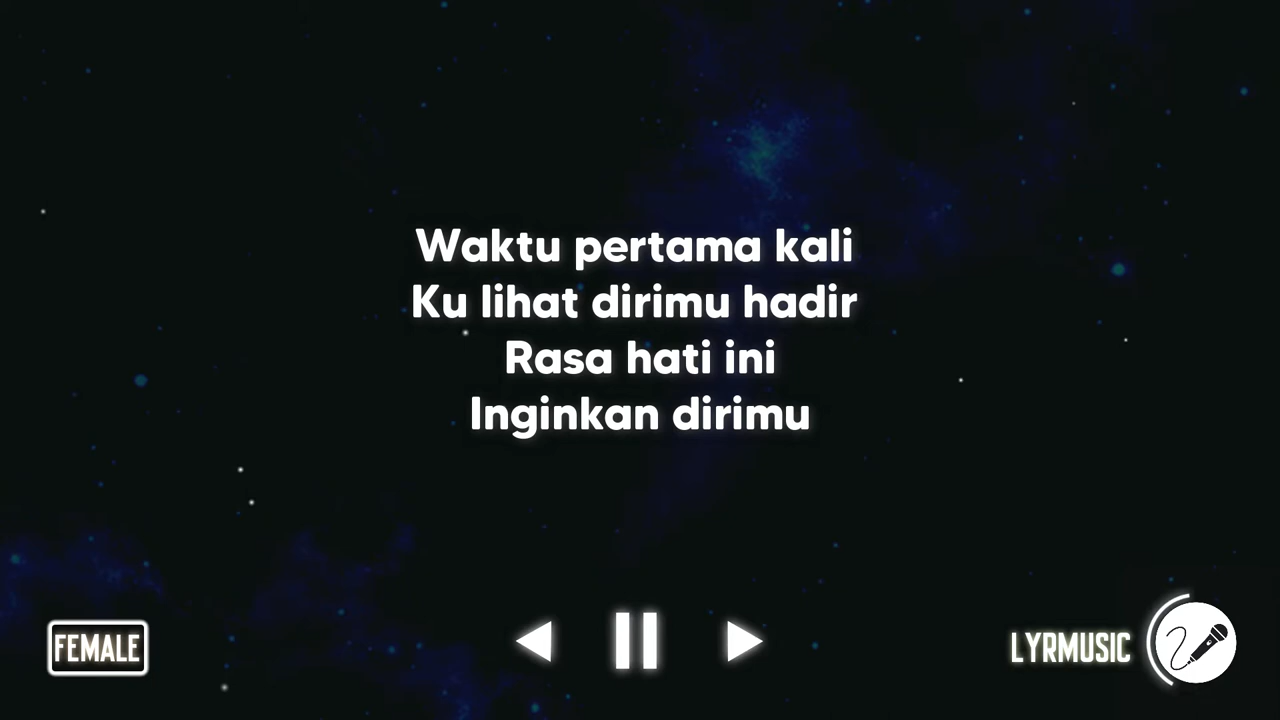 Waktu pertama kali
Ku lihat dirimu hadir
Rasa hati ini
Inginkan dirimu
FEMALE
LYRMUSIC